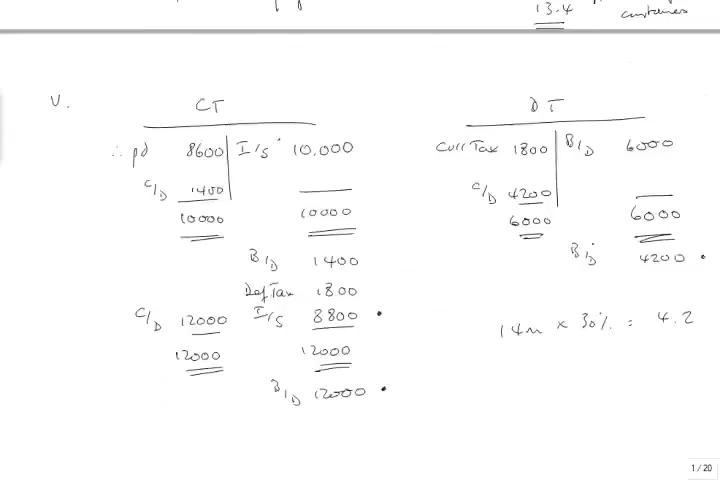 13.4 customers
V. CT DT
∴ pd 8600 I/S 10,000 Curr Tax 1800 B/D 6000
C/D 1400 C/D 4200
10000 10000 6000 6000
B/D 1400 B/D 4200
Def Tax 1800
C/D 12000 I/S 8800 14m x 30% = 4.2
12000 12000
B/D 12000
1 / 20